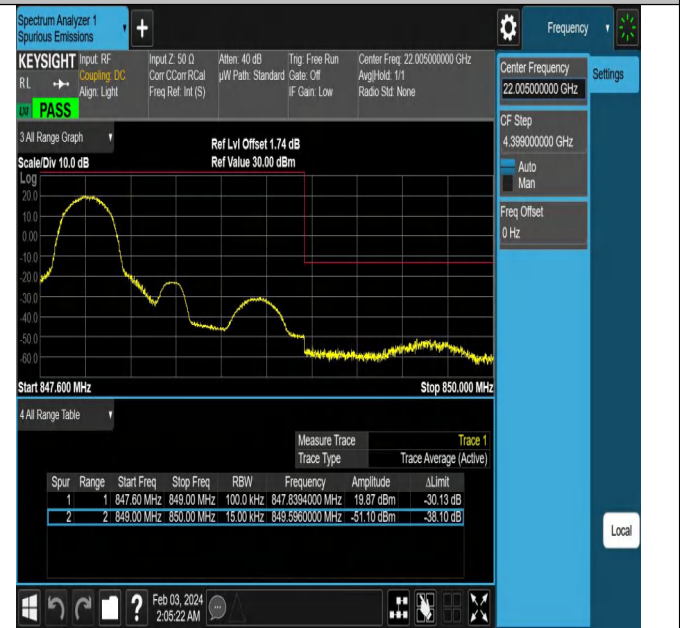 Spectrum Analyzer 1
Spurious Emissions
Frequency
KEYSIGHT Input: RF Input Z: 50 Ω Atten: 40 dB Trig: Free Run Center Freq: 22.005000000 GHz
RL Coupling: DC Corr CCorr RCal µW Path: Standard Gate: Off Avg|Hold: 1/1
Align: Light Freq Ref: Int (S) IF Gain: Low Radio Std: None
PASS
Center Frequency
22.005000000 GHz
Settings
CF Step
4.399000000 GHz
Auto
Man
Freq Offset
0 Hz
3 All Range Graph
Ref Lvl Offset 1.74 dB
Scale/Div 10.0 dB Ref Value 30.00 dBm
Log
20.0
10.0
0.00
-10.0
-20.0
-30.0
-40.0
-50.0
-60.0
Start 847.600 MHz Stop 850.000 MHz
4 All Range Table
Measure Trace Trace 1
Trace Type Trace Average (Active)
Spur Range Start Freq Stop Freq RBW Frequency Amplitude ΔLimit
1 1 847.60 MHz 849.00 MHz 100.0 kHz 847.8394000 MHz 19.87 dBm -30.13 dB
2 2 849.00 MHz 850.00 MHz 15.00 kHz 849.5960000 MHz -51.10 dBm -38.10 dB
Local
?
Feb 03, 2024
2:05:22 AM